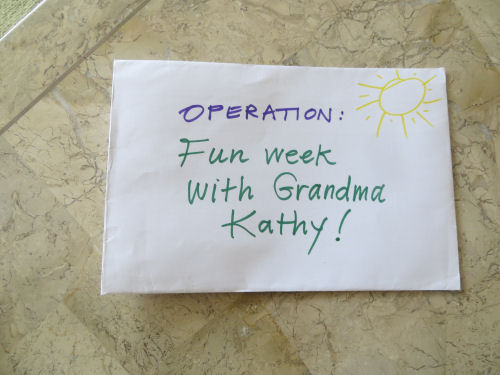 OPERATION:
Fun week
with Grandma
Kathy!